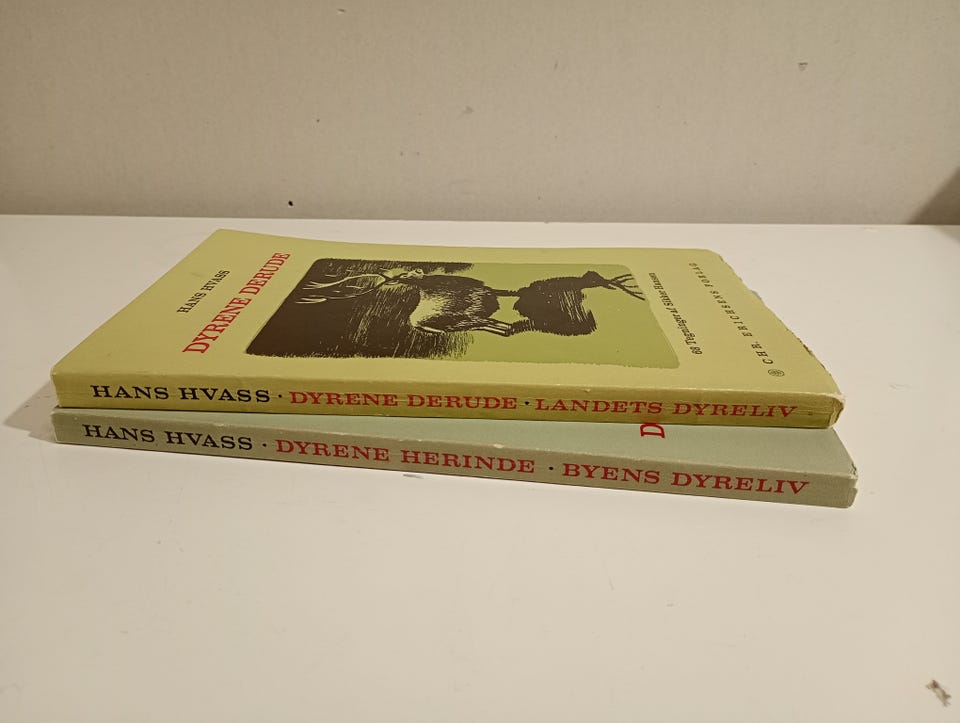 HANS HVASS
DYRENE DERUDE
68 Tegninger af Sikker Hansen
CHR. ERICHSENS FORLAG
HANS HVASS · DYRENE DERUDE · LANDETS DYRELIV
D
HANS HVASS · DYRENE HERINDE · BYENS DYRELIV